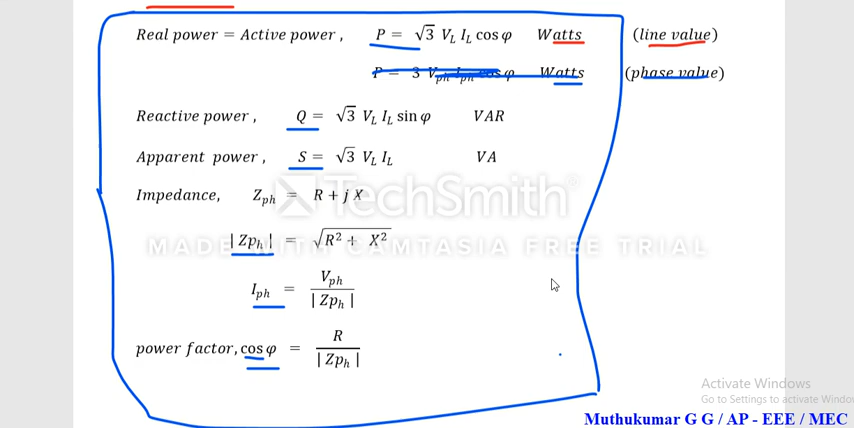 Real power = Active power , P = √3 V_L I_L cos φ Watts (line value)
P = 3 V_ph I_ph cos φ Watts (phase value)
Reactive power , Q = √3 V_L I_L sin φ VAR
Apparent power , S = √3 V_L I_L VA
Impedance, Z_ph = R + j X
TechSmith®
| Zp_h | = √(R² + X²)
MADE WITH CAMTASIA FREE TRIAL
I_ph = V_ph / | Zp_h |
power factor, cos φ = R / | Zp_h |
Activate Windows
Go to Settings to activate Windo
Muthukumar G G / AP - EEE / MEC